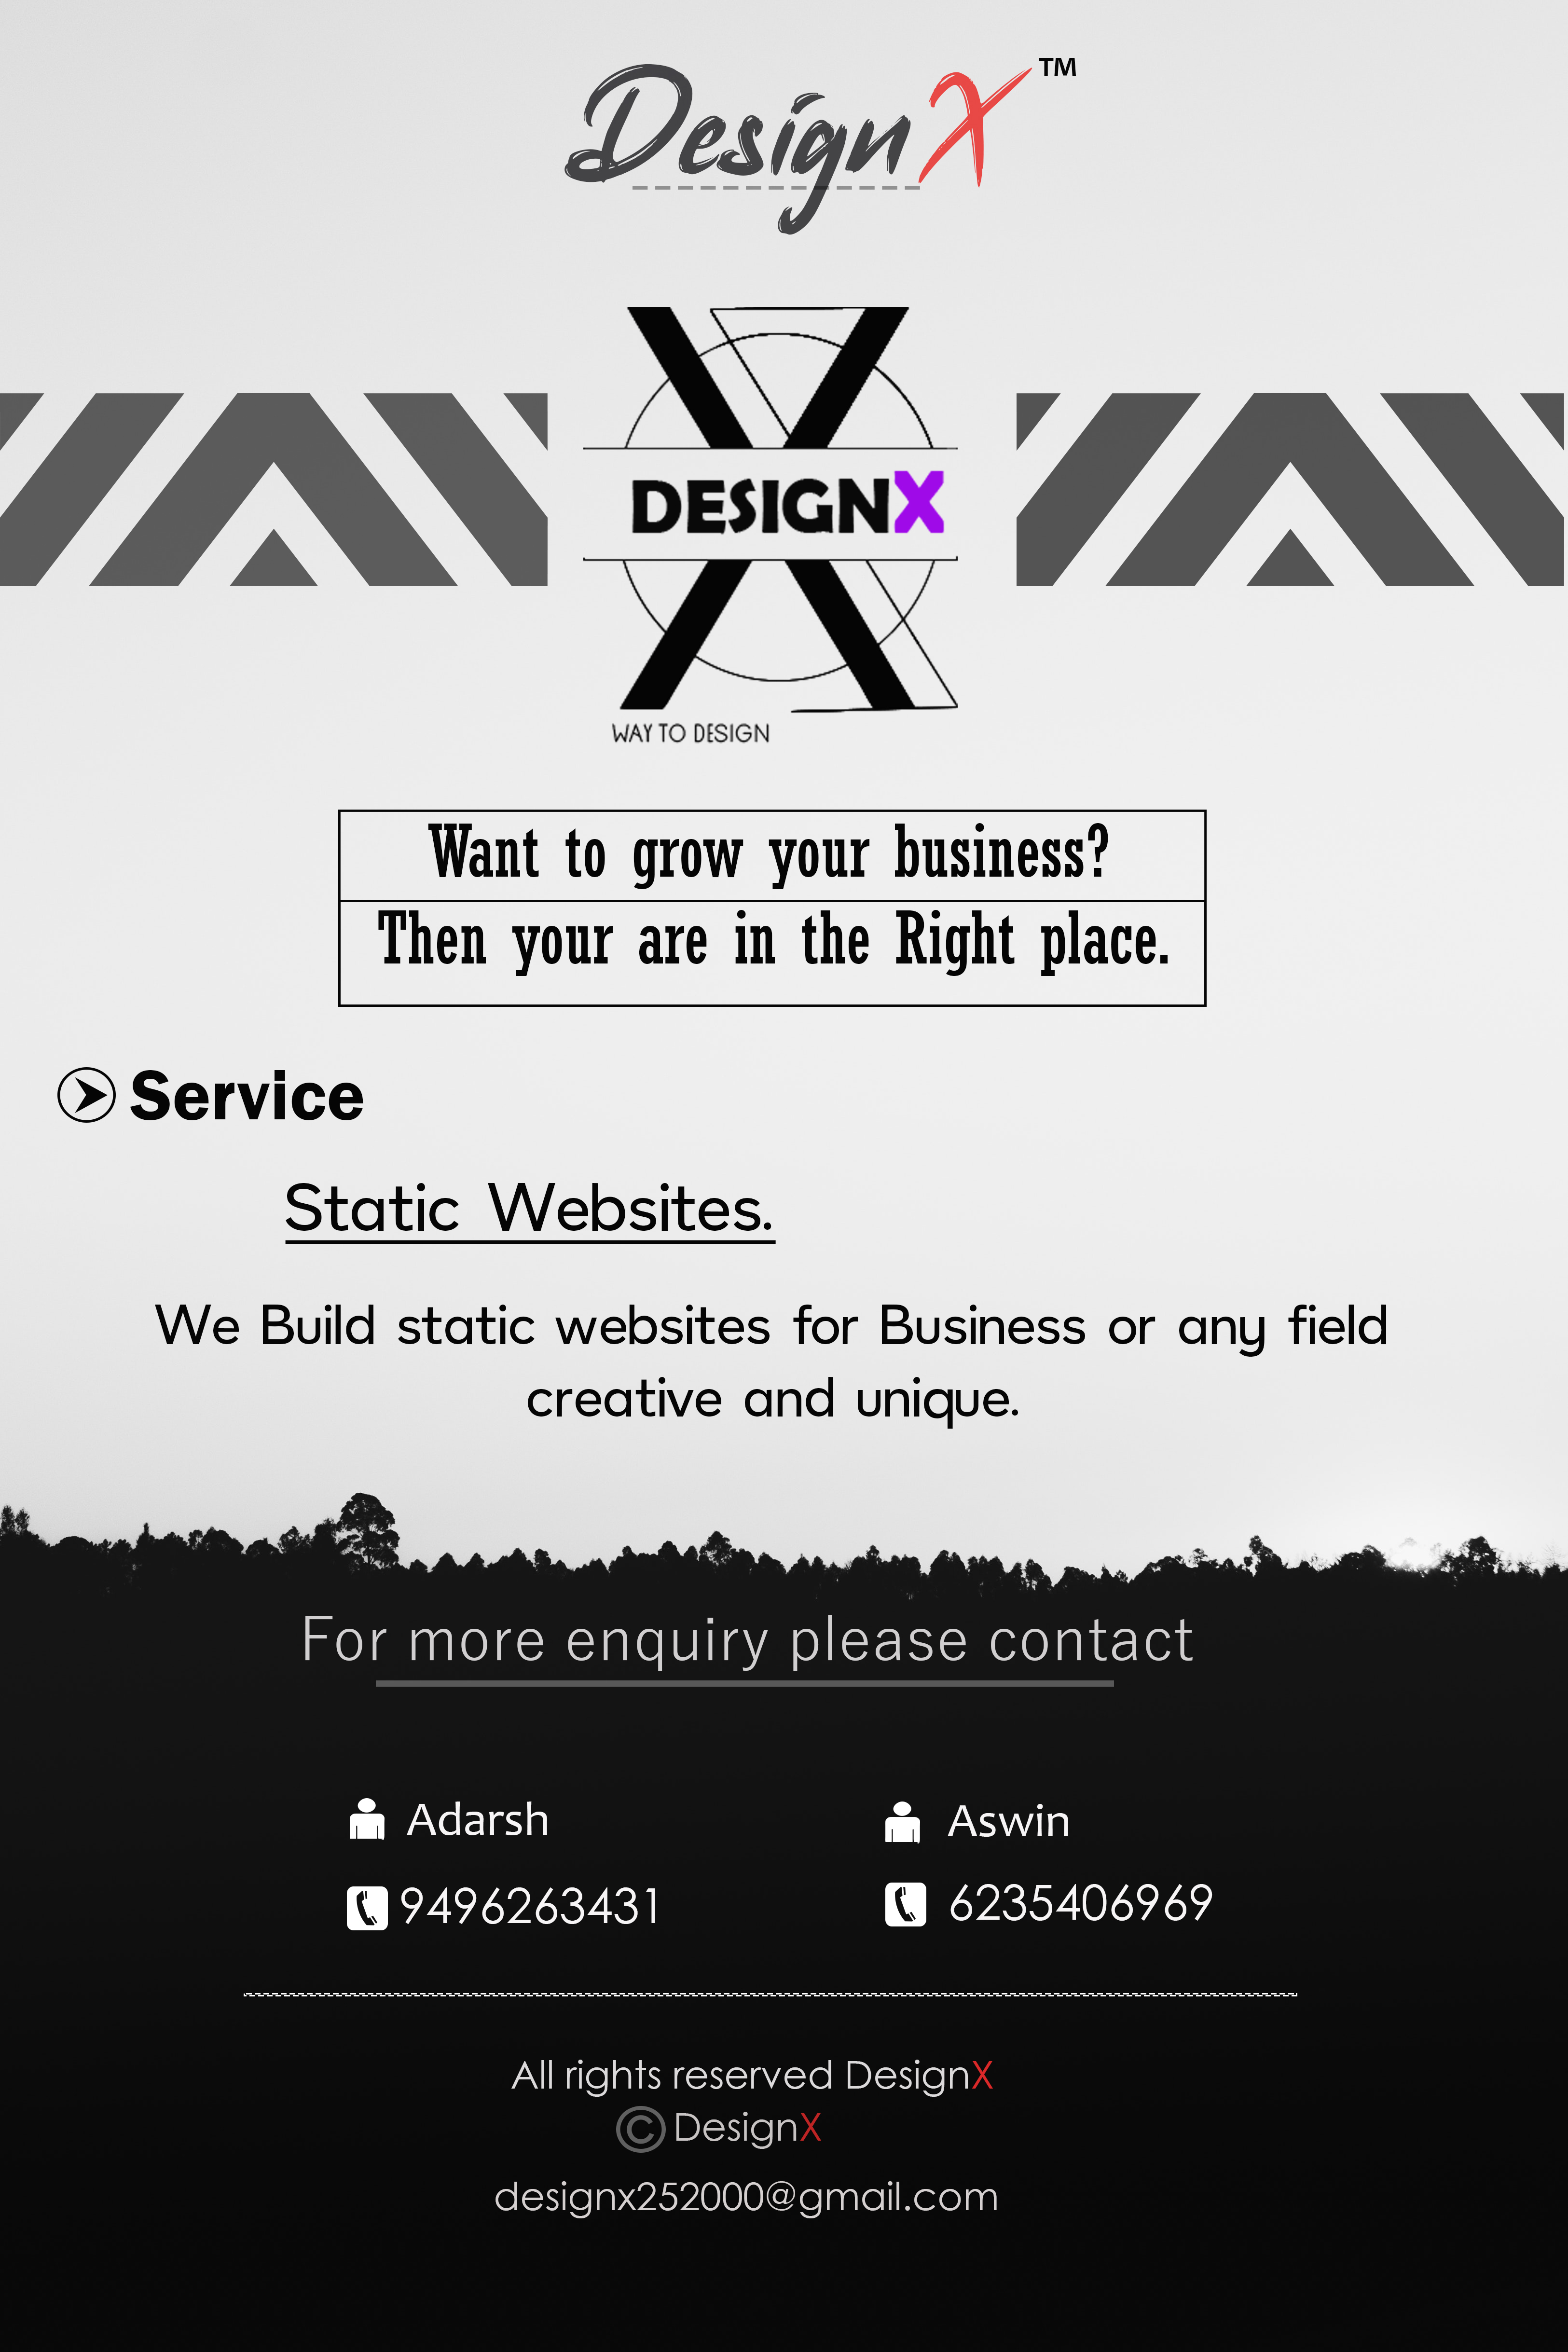 DesignX™
DESIGNX
WAY TO DESIGN
Want to grow your business?
Then your are in the Right place.
Service
Static Websites.
We Build static websites for Business or any field
creative and unique.
For more enquiry please contact
Adarsh
9496263431
Aswin
6235406969
All rights reserved DesignX
© DesignX
designx252000@gmail.com